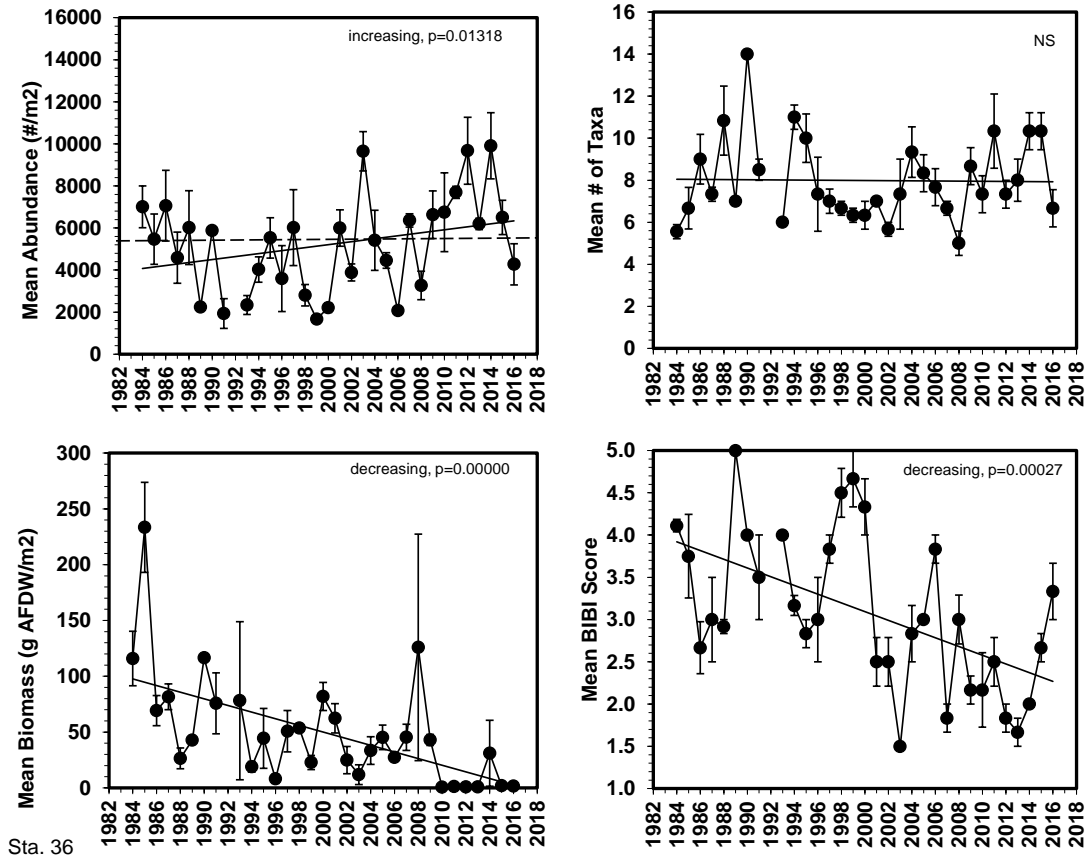 Mean Abundance (#/m2)
16000
14000
12000
10000
8000
6000
4000
2000
0
increasing, p=0.01318
1982 1984 1986 1988 1990 1992 1994 1996 1998 2000 2002 2004 2006 2008 2010 2012 2014 2016 2018
Mean # of Taxa
16
14
12
10
8
6
4
2
0
NS
1982 1984 1986 1988 1990 1992 1994 1996 1998 2000 2002 2004 2006 2008 2010 2012 2014 2016 2018
Mean Biomass (g AFDW/m2)
300
250
200
150
100
50
0
decreasing, p=0.00000
1982 1984 1986 1988 1990 1992 1994 1996 1998 2000 2002 2004 2006 2008 2010 2012 2014 2016 2018
Mean BIBI Score
5.0
4.5
4.0
3.5
3.0
2.5
2.0
1.5
1.0
decreasing, p=0.00027
1982 1984 1986 1988 1990 1992 1994 1996 1998 2000 2002 2004 2006 2008 2010 2012 2014 2016 2018
Sta. 36